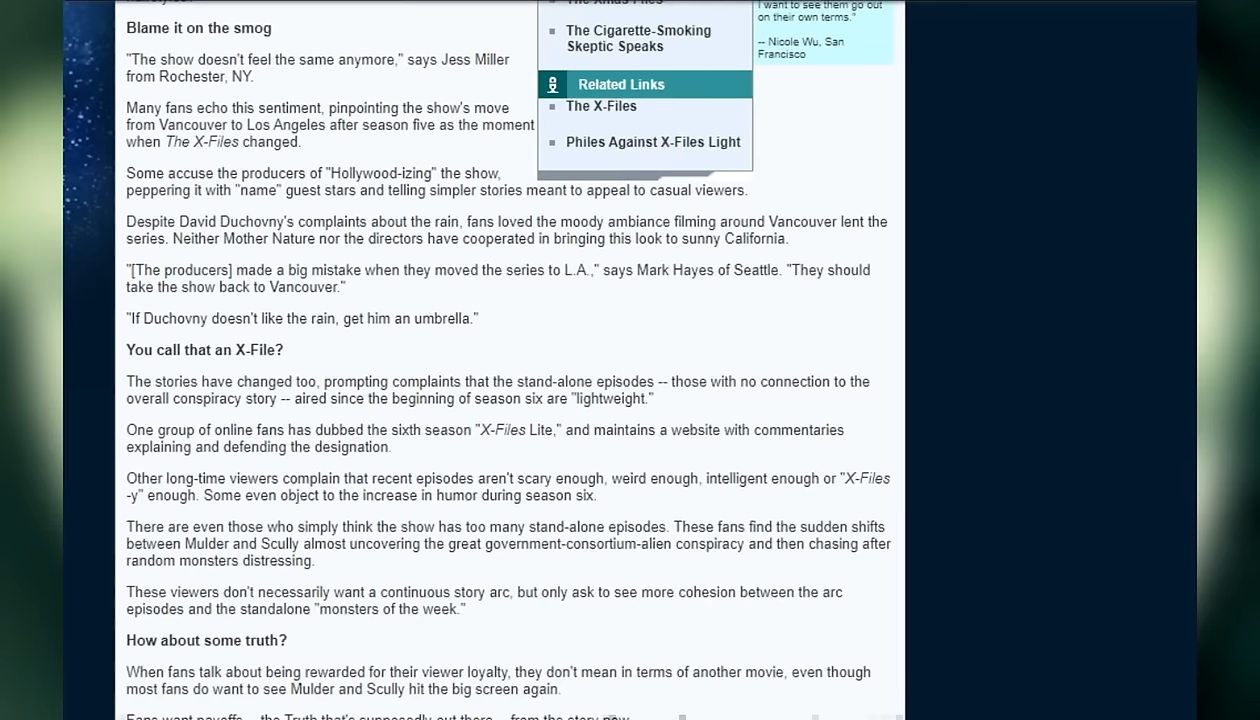 Blame it on the smog
"The show doesn't feel the same anymore," says Jess Miller
from Rochester, NY.
Many fans echo this sentiment, pinpointing the show's move
from Vancouver to Los Angeles after season five as the moment
when The X-Files changed.
Some accuse the producers of "Hollywood-izing" the show,
peppering it with "name" guest stars and telling simpler stories meant to appeal to casual viewers.
Despite David Duchovny's complaints about the rain, fans loved the moody ambiance filming around Vancouver lent the
series. Neither Mother Nature nor the directors have cooperated in bringing this look to sunny California.
"[The producers] made a big mistake when they moved the series to L.A.," says Mark Hayes of Seattle. "They should
take the show back to Vancouver."
"If Duchovny doesn't like the rain, get him an umbrella."
You call that an X-File?
The stories have changed too, prompting complaints that the stand-alone episodes -- those with no connection to the
overall conspiracy story -- aired since the beginning of season six are "lightweight."
One group of online fans has dubbed the sixth season "X-Files Lite," and maintains a website with commentaries
explaining and defending the designation.
Other long-time viewers complain that recent episodes aren't scary enough, weird enough, intelligent enough or "X-Files
-y" enough. Some even object to the increase in humor during season six.
There are even those who simply think the show has too many stand-alone episodes. These fans find the sudden shifts
between Mulder and Scully almost uncovering the great government-consortium-alien conspiracy and then chasing after
random monsters distressing.
These viewers don't necessarily want a continuous story arc, but only ask to see more cohesion between the arc
episodes and the standalone "monsters of the week."
How about some truth?
When fans talk about being rewarded for their viewer loyalty, they don't mean in terms of another movie, even though
most fans do want to see Mulder and Scully hit the big screen again.
Fans want payoffs -- the Truth that's supposedly out there -- from the story now
The Xmas Files
The Cigarette-Smoking
Skeptic Speaks
Related Links
The X-Files
Philes Against X-Files Light
I want to see them go out
on their own terms."
-- Nicole Wu, San
Francisco